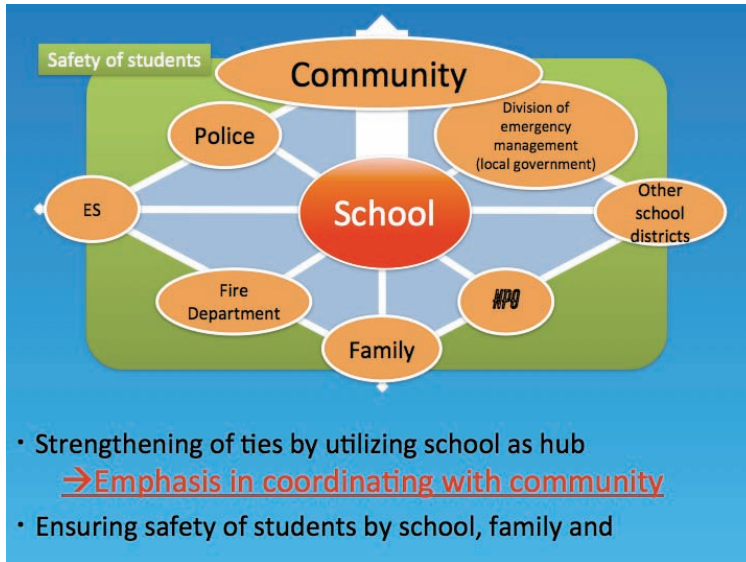 Safety of students
Community
Police
Division of
emergency
management
(local government)
ES
School
Other
school
districts
Fire
Department
NPO
Family
・Strengthening of ties by utilizing school as hub
→Emphasis in coordinating with community
・Ensuring safety of students by school, family and